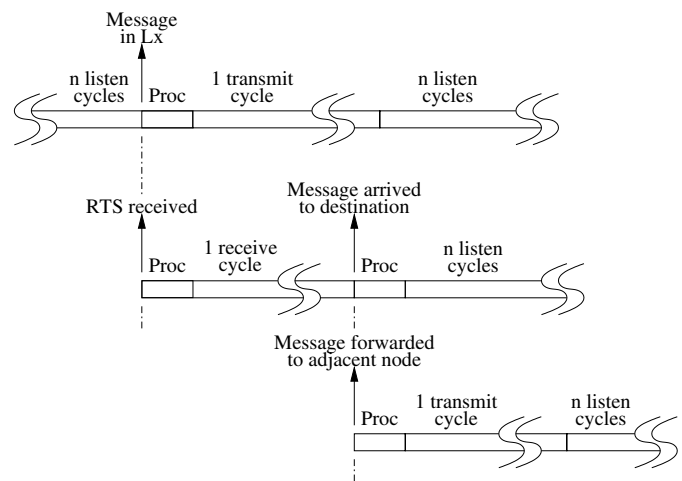 Message
in Lx
n listen
cycles
Proc
1 transmit
cycle
n listen
cycles
RTS received
Message arrived
to destination
Proc
1 receive
cycle
Proc
n listen
cycles
Message forwarded
to adjacent node
Proc
1 transmit
cycle
n listen
cycles